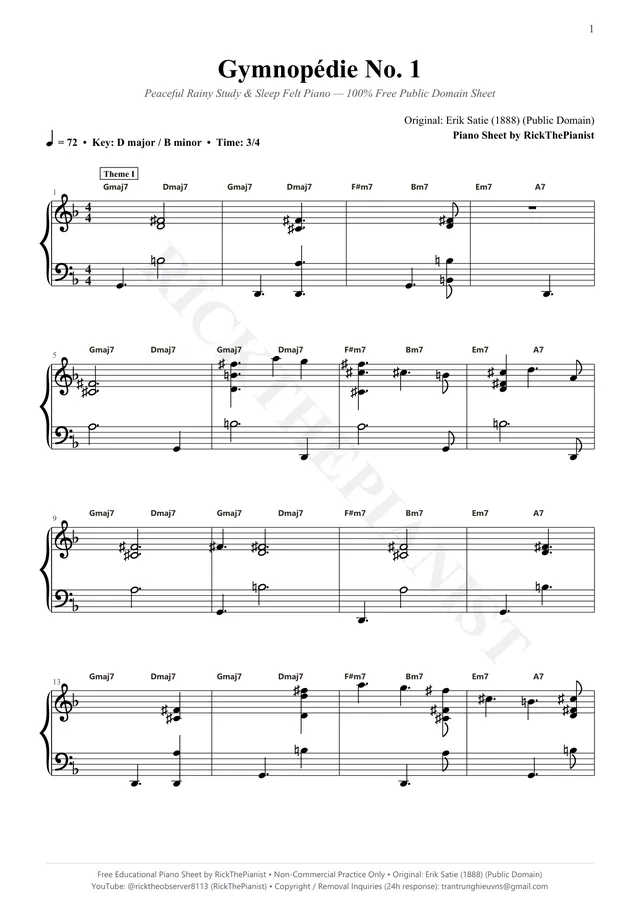 1
Gymnopédie No. 1
Peaceful Rainy Study & Sleep Felt Piano — 100% Free Public Domain Sheet
Original: Erik Satie (1888) (Public Domain)
Piano Sheet by RickThePianist
= 72 • Key: D major / B minor • Time: 3/4
Theme I
Gmaj7 Dmaj7 Gmaj7 Dmaj7 F#m7 Bm7 Em7 A7
1
4 4
4 4
5
Gmaj7 Dmaj7 Gmaj7 Dmaj7 F#m7 Bm7 Em7 A7
9
Gmaj7 Dmaj7 Gmaj7 Dmaj7 F#m7 Bm7 Em7 A7
13
Gmaj7 Dmaj7 Gmaj7 Dmaj7 F#m7 Bm7 Em7 A7
RICKTHEPIANIST
Free Educational Piano Sheet by RickThePianist • Non-Commercial Practice Only • Original: Erik Satie (1888) (Public Domain)
YouTube: @ricktheobserver8113 (RickThePianist) • Copyright / Removal Inquiries (24h response): trantrunghieuvns@gmail.com